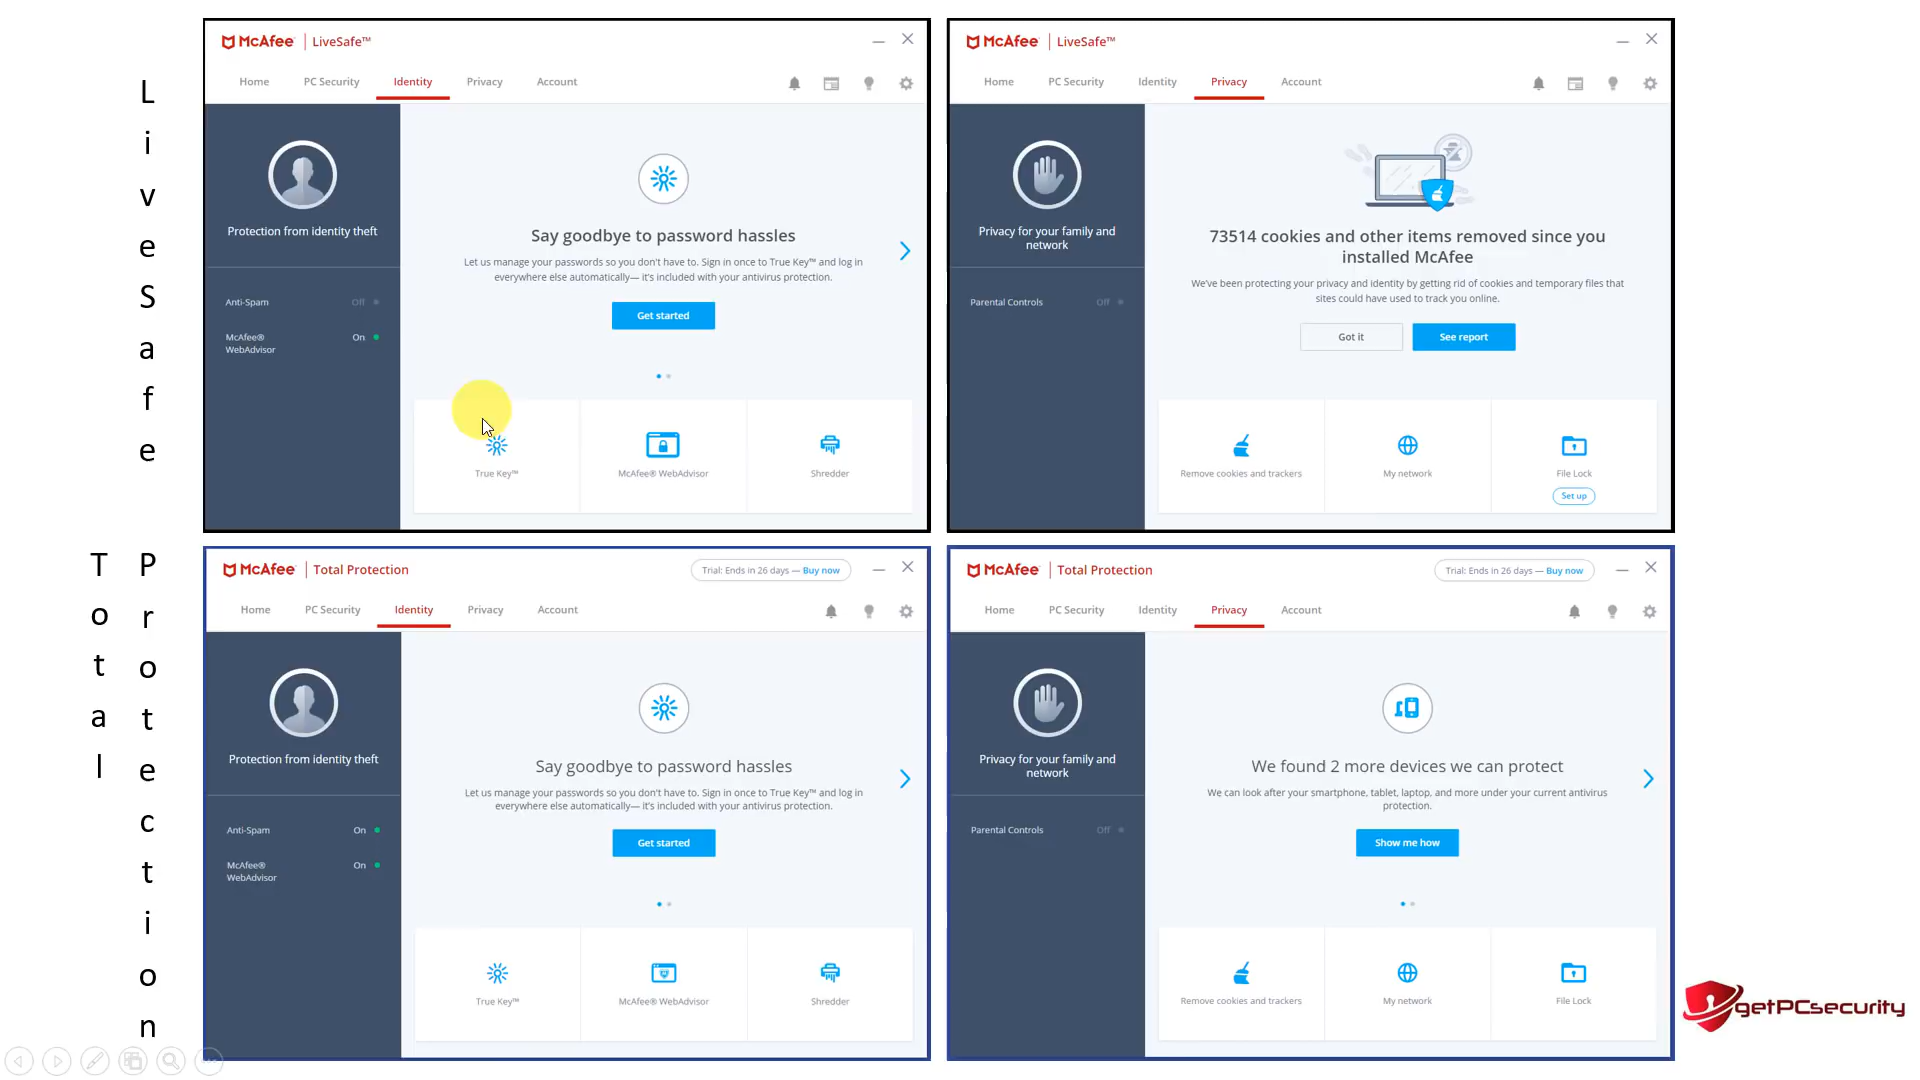 LiveSafe
McAfee LiveSafe™
Home PC Security Identity Privacy Account
Protection from identity theft
Anti-Spam Off
McAfee® WebAdvisor On
Say goodbye to password hassles
Let us manage your passwords so you don't have to. Sign in once to True Key™ and log in
everywhere else automatically— it's included with your antivirus protection.
Get started
True Key™
McAfee® WebAdvisor
Shredder
McAfee LiveSafe™
Home PC Security Identity Privacy Account
Privacy for your family and
network
Parental Controls Off
73514 cookies and other items removed since you
installed McAfee
We've been protecting your privacy and identity by getting rid of cookies and temporary files that
sites could have used to track you online.
Got it
See report
Remove cookies and trackers
My network
File Lock
Set up
Total Protection
McAfee Total Protection
Trial: Ends in 26 days — Buy now
Home PC Security Identity Privacy Account
Protection from identity theft
Anti-Spam On
McAfee® WebAdvisor On
Say goodbye to password hassles
Let us manage your passwords so you don't have to. Sign in once to True Key™ and log in
everywhere else automatically— it's included with your antivirus protection.
Get started
True Key™
McAfee® WebAdvisor
Shredder
McAfee Total Protection
Trial: Ends in 26 days — Buy now
Home PC Security Identity Privacy Account
Privacy for your family and
network
Parental Controls Off
We found 2 more devices we can protect
We can look after your smartphone, tablet, laptop, and more under your current antivirus
protection.
Show me how
Remove cookies and trackers
My network
File Lock
getPCsecurity